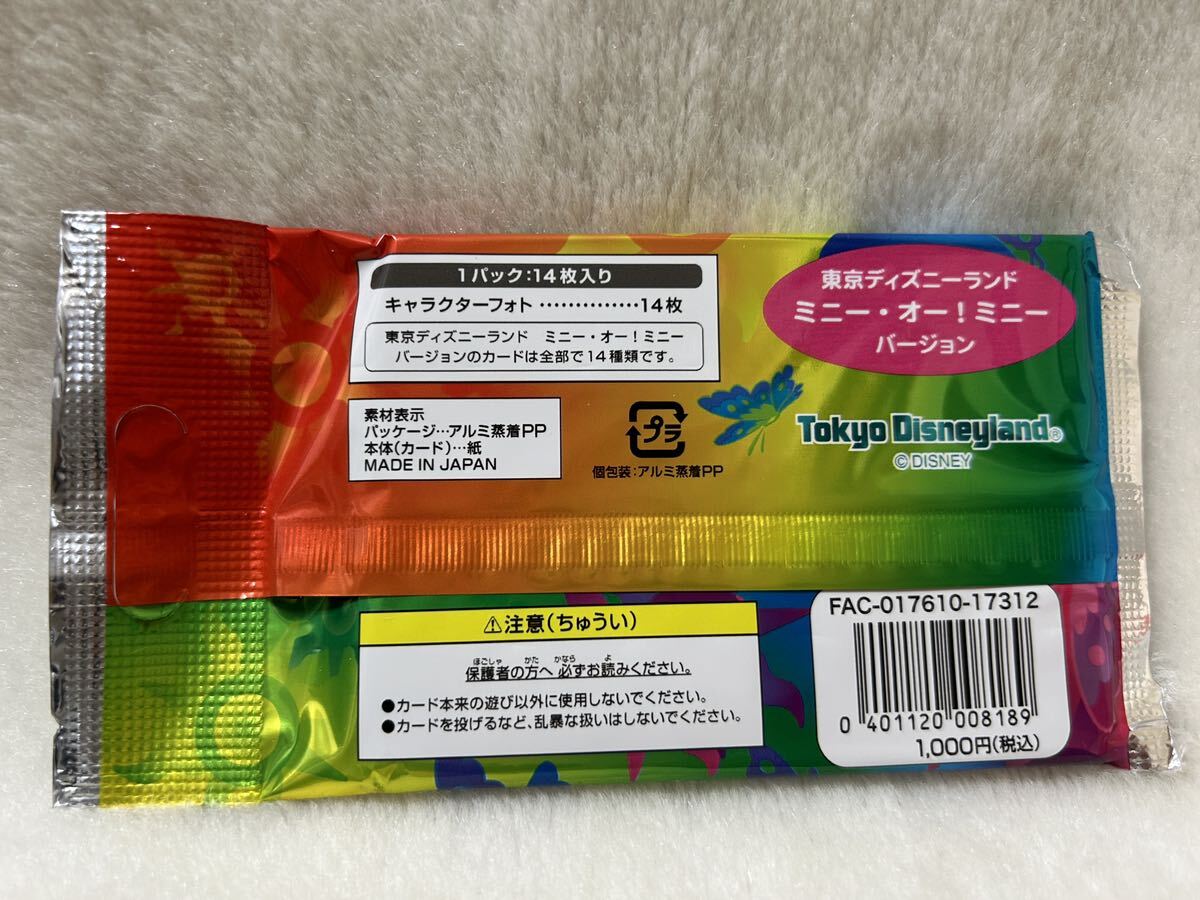 1パック:14枚入り
キャラクターフォト ……………14枚
東京ディズニーランド ミニー・オー!ミニー
バージョンのカードは全部で14種類です。
東京ディズニーランド
ミニー・オー!ミニー
バージョン
素材表示
パッケージ…アルミ蒸着PP
本体(カード)…紙
MADE IN JAPAN
プラ
個包装:アルミ蒸着PP
Tokyo Disneyland®
©DISNEY
⚠注意(ちゅうい)
ほごしゃ かた かなら よ
保護者の方へ 必ずお読みください。
●カード本来の遊び以外に使用しないでください。
●カードを投げるなど、乱暴な扱いはしないでください。
FAC-017610-17312
0 401120 008189
1,000円(税込)